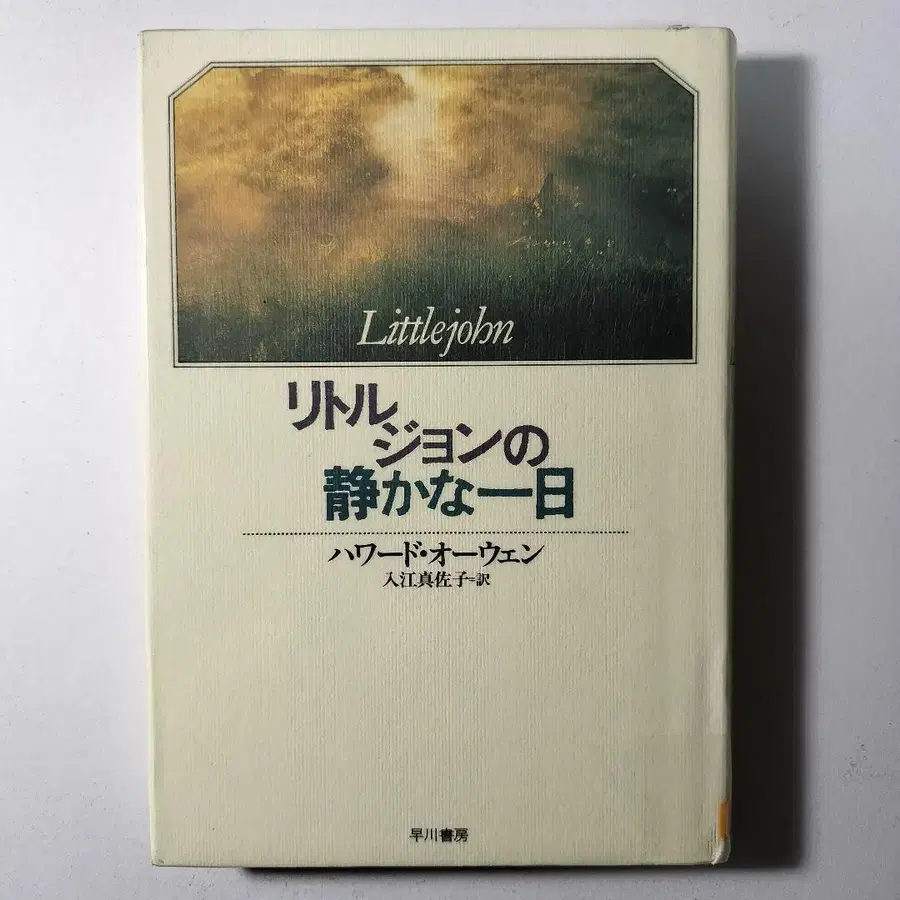 Littlejohn
リトル
ジョンの
静かな一日
ハワード・オーウェン
入江真佐子=訳
早川書房